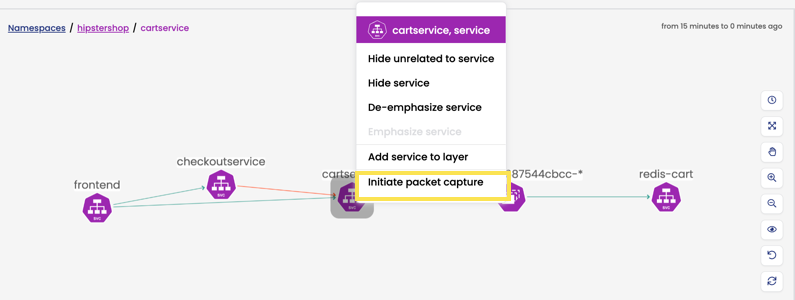 Namespaces / hipstershop / cartservice
from 15 minutes to 0 minutes ago
SVC cartservice, service
Hide unrelated to service
Hide service
De-emphasize service
Emphasize service
Add service to layer
Initiate packet capture
checkoutservice
SVC
frontend
SVC
carts
87544cbcc-*
redis-cart
SVC